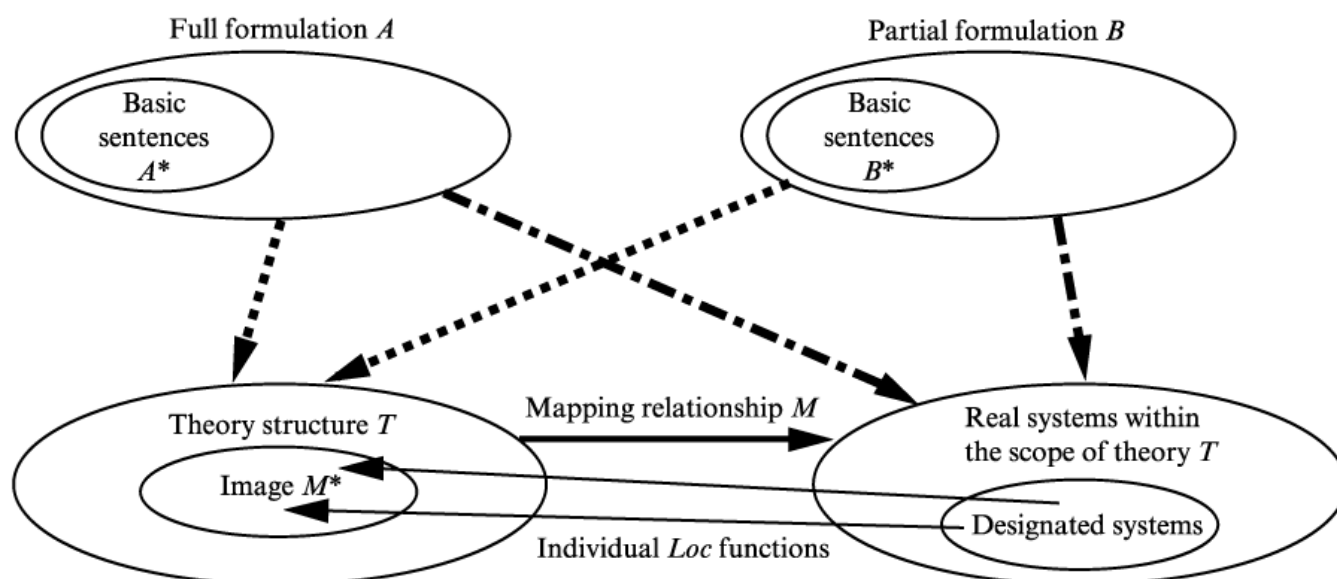 Full formulation A
Partial formulation B
Basic
sentences
A*
Basic
sentences
B*
Mapping relationship M
Theory structure T
Real systems within
the scope of theory T
Image M*
Designated systems
Individual Loc functions